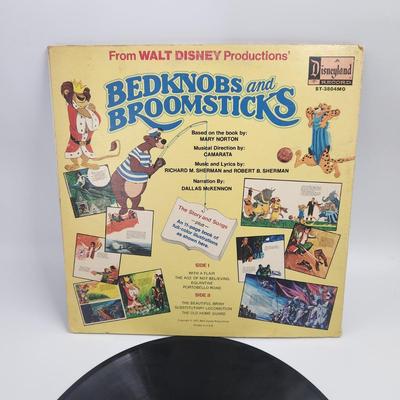 From WALT DISNEY Productions'
BEDKNOBS and
BROOMSTICKS
Disneyland
RECORD
ST-3804MO
Based on the book by:
MARY NORTON
Musical Direction by:
CAMARATA
Music and Lyrics by:
RICHARD M. SHERMAN and ROBERT B. SHERMAN
Narration By:
DALLAS McKENNON
The Story and Songs
—plus—
An 11-page book of
full-color illustrations
as shown here.
SIDE I
WITH A FLAIR
THE AGE OF NOT BELIEVING
EGLANTINE
PORTOBELLO ROAD
SIDE II
THE BEAUTIFUL BRINY
SUBSTITUTIARY LOCOMOTION
THE OLD HOME GUARD